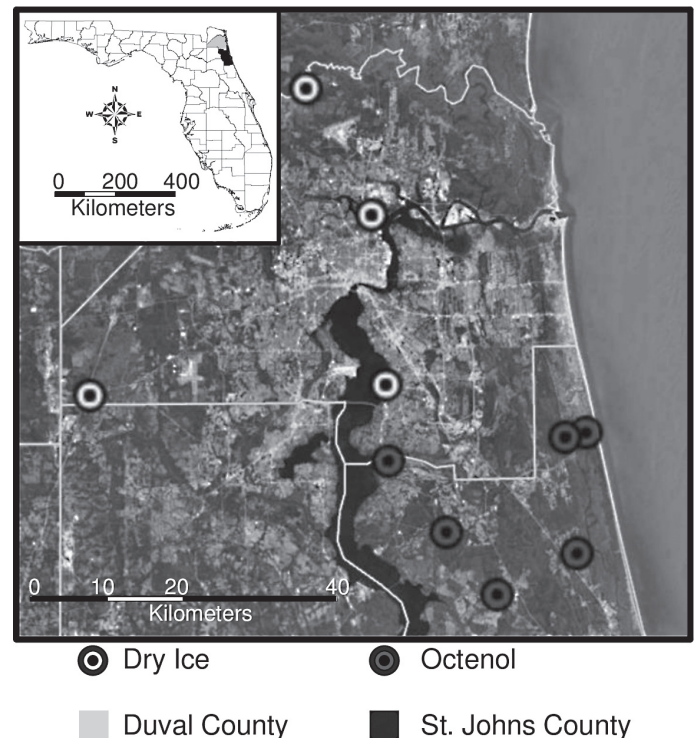 N
W E
S
0 200 400
Kilometers
0 10 20 40
Kilometers
Dry Ice Octenol
Duval County St. Johns County